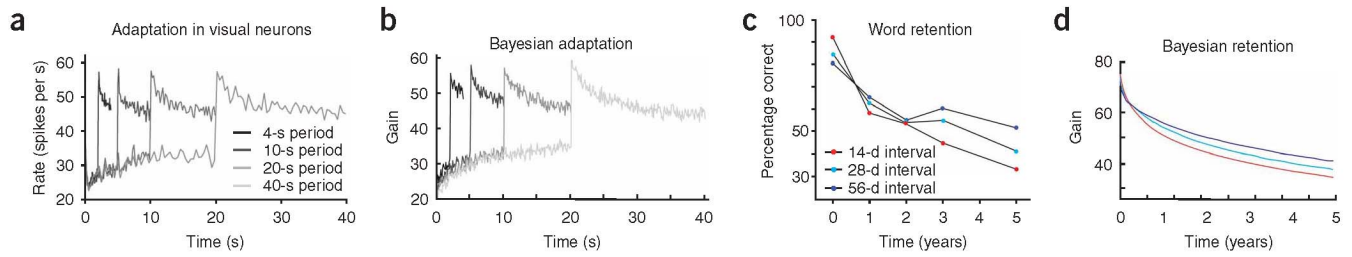 a
Adaptation in visual neurons
Rate (spikes per s)
60
50
40
30
20
4-s period
10-s period
20-s period
40-s period
0 10 20 30 40
Time (s)
b
Bayesian adaptation
Gain
60
50
40
30
20
0 10 20 30 40
Time (s)
c
Word retention
Percentage correct
100
50
30
14-d interval
28-d interval
56-d interval
0 1 2 3 4 5
Time (years)
d
Bayesian retention
Gain
80
60
40
0 1 2 3 4 5
Time (years)